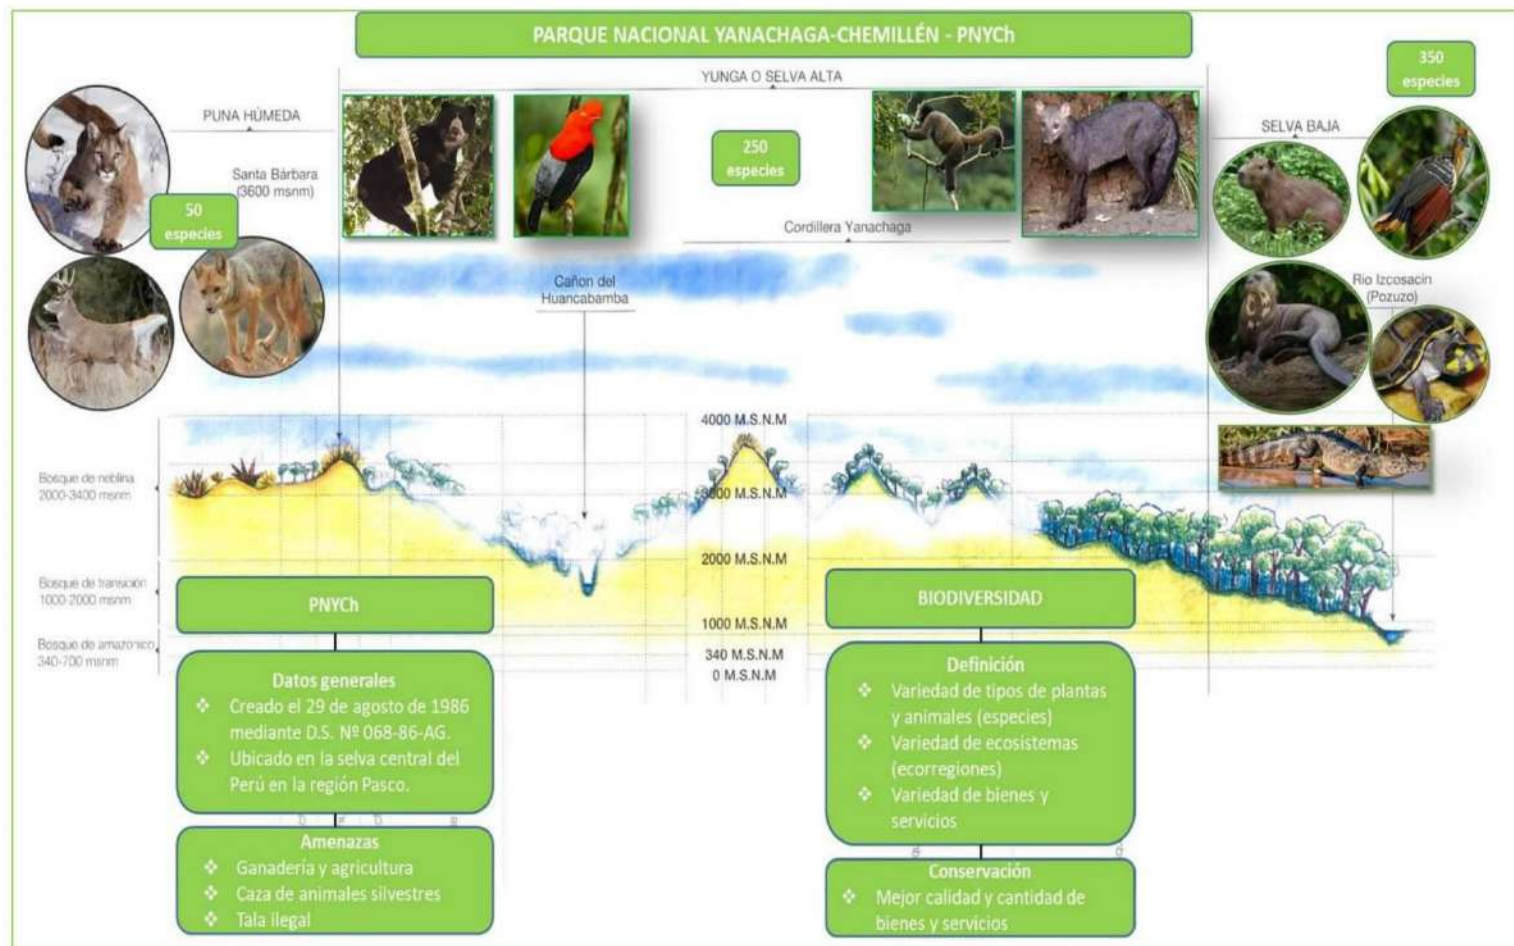 PARQUE NACIONAL YANACHAGA-CHEMILLÉN - PNYCh
YUNGA O SELVA ALTA
350
especies
PUNA HÚMEDA
SELVA BAJA
250
especies
Santa Bárbara
(3600 msnm)
50
especies
Cordillera Yanachaga
Cañon del
Huancabamba
Rio Izcosacin
(Pozuzo)
4000 M.S.N.M
Bosque de neblina
2000-3400 msnm
3000 M.S.N.M
2000 M.S.N.M
Bosque de transición
1000-2000 msnm
1000 M.S.N.M
Bosque de amazónico
340-700 msnm
340 M.S.N.M
0 M.S.N.M
PNYCh
Datos generales
❖ Creado el 29 de agosto de 1986
mediante D.S. Nº 068-86-AG.
❖ Ubicado en la selva central del
Perú en la región Pasco.
Amenazas
❖ Ganadería y agricultura
❖ Caza de animales silvestres
❖ Tala ilegal
BIODIVERSIDAD
Definición
❖ Variedad de tipos de plantas
y animales (especies)
❖ Variedad de ecosistemas
(ecorregiones)
❖ Variedad de bienes y
servicios
Conservación
❖ Mejor calidad y cantidad de
bienes y servicios